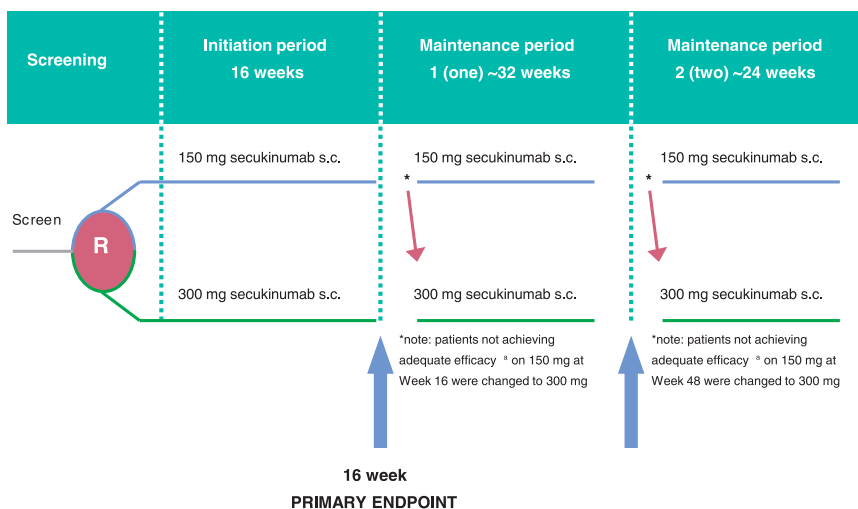 Screening
Initiation period
16 weeks
Maintenance period
1 (one) ~32 weeks
Maintenance period
2 (two) ~24 weeks
150 mg secukinumab s.c.
150 mg secukinumab s.c.
150 mg secukinumab s.c.
*
*
Screen
R
300 mg secukinumab s.c.
300 mg secukinumab s.c.
300 mg secukinumab s.c.
*note: patients not achieving
adequate efficacy a on 150 mg at
Week 16 were changed to 300 mg
*note: patients not achieving
adequate efficacy a on 150 mg at
Week 48 were changed to 300 mg
16 week
PRIMARY ENDPOINT